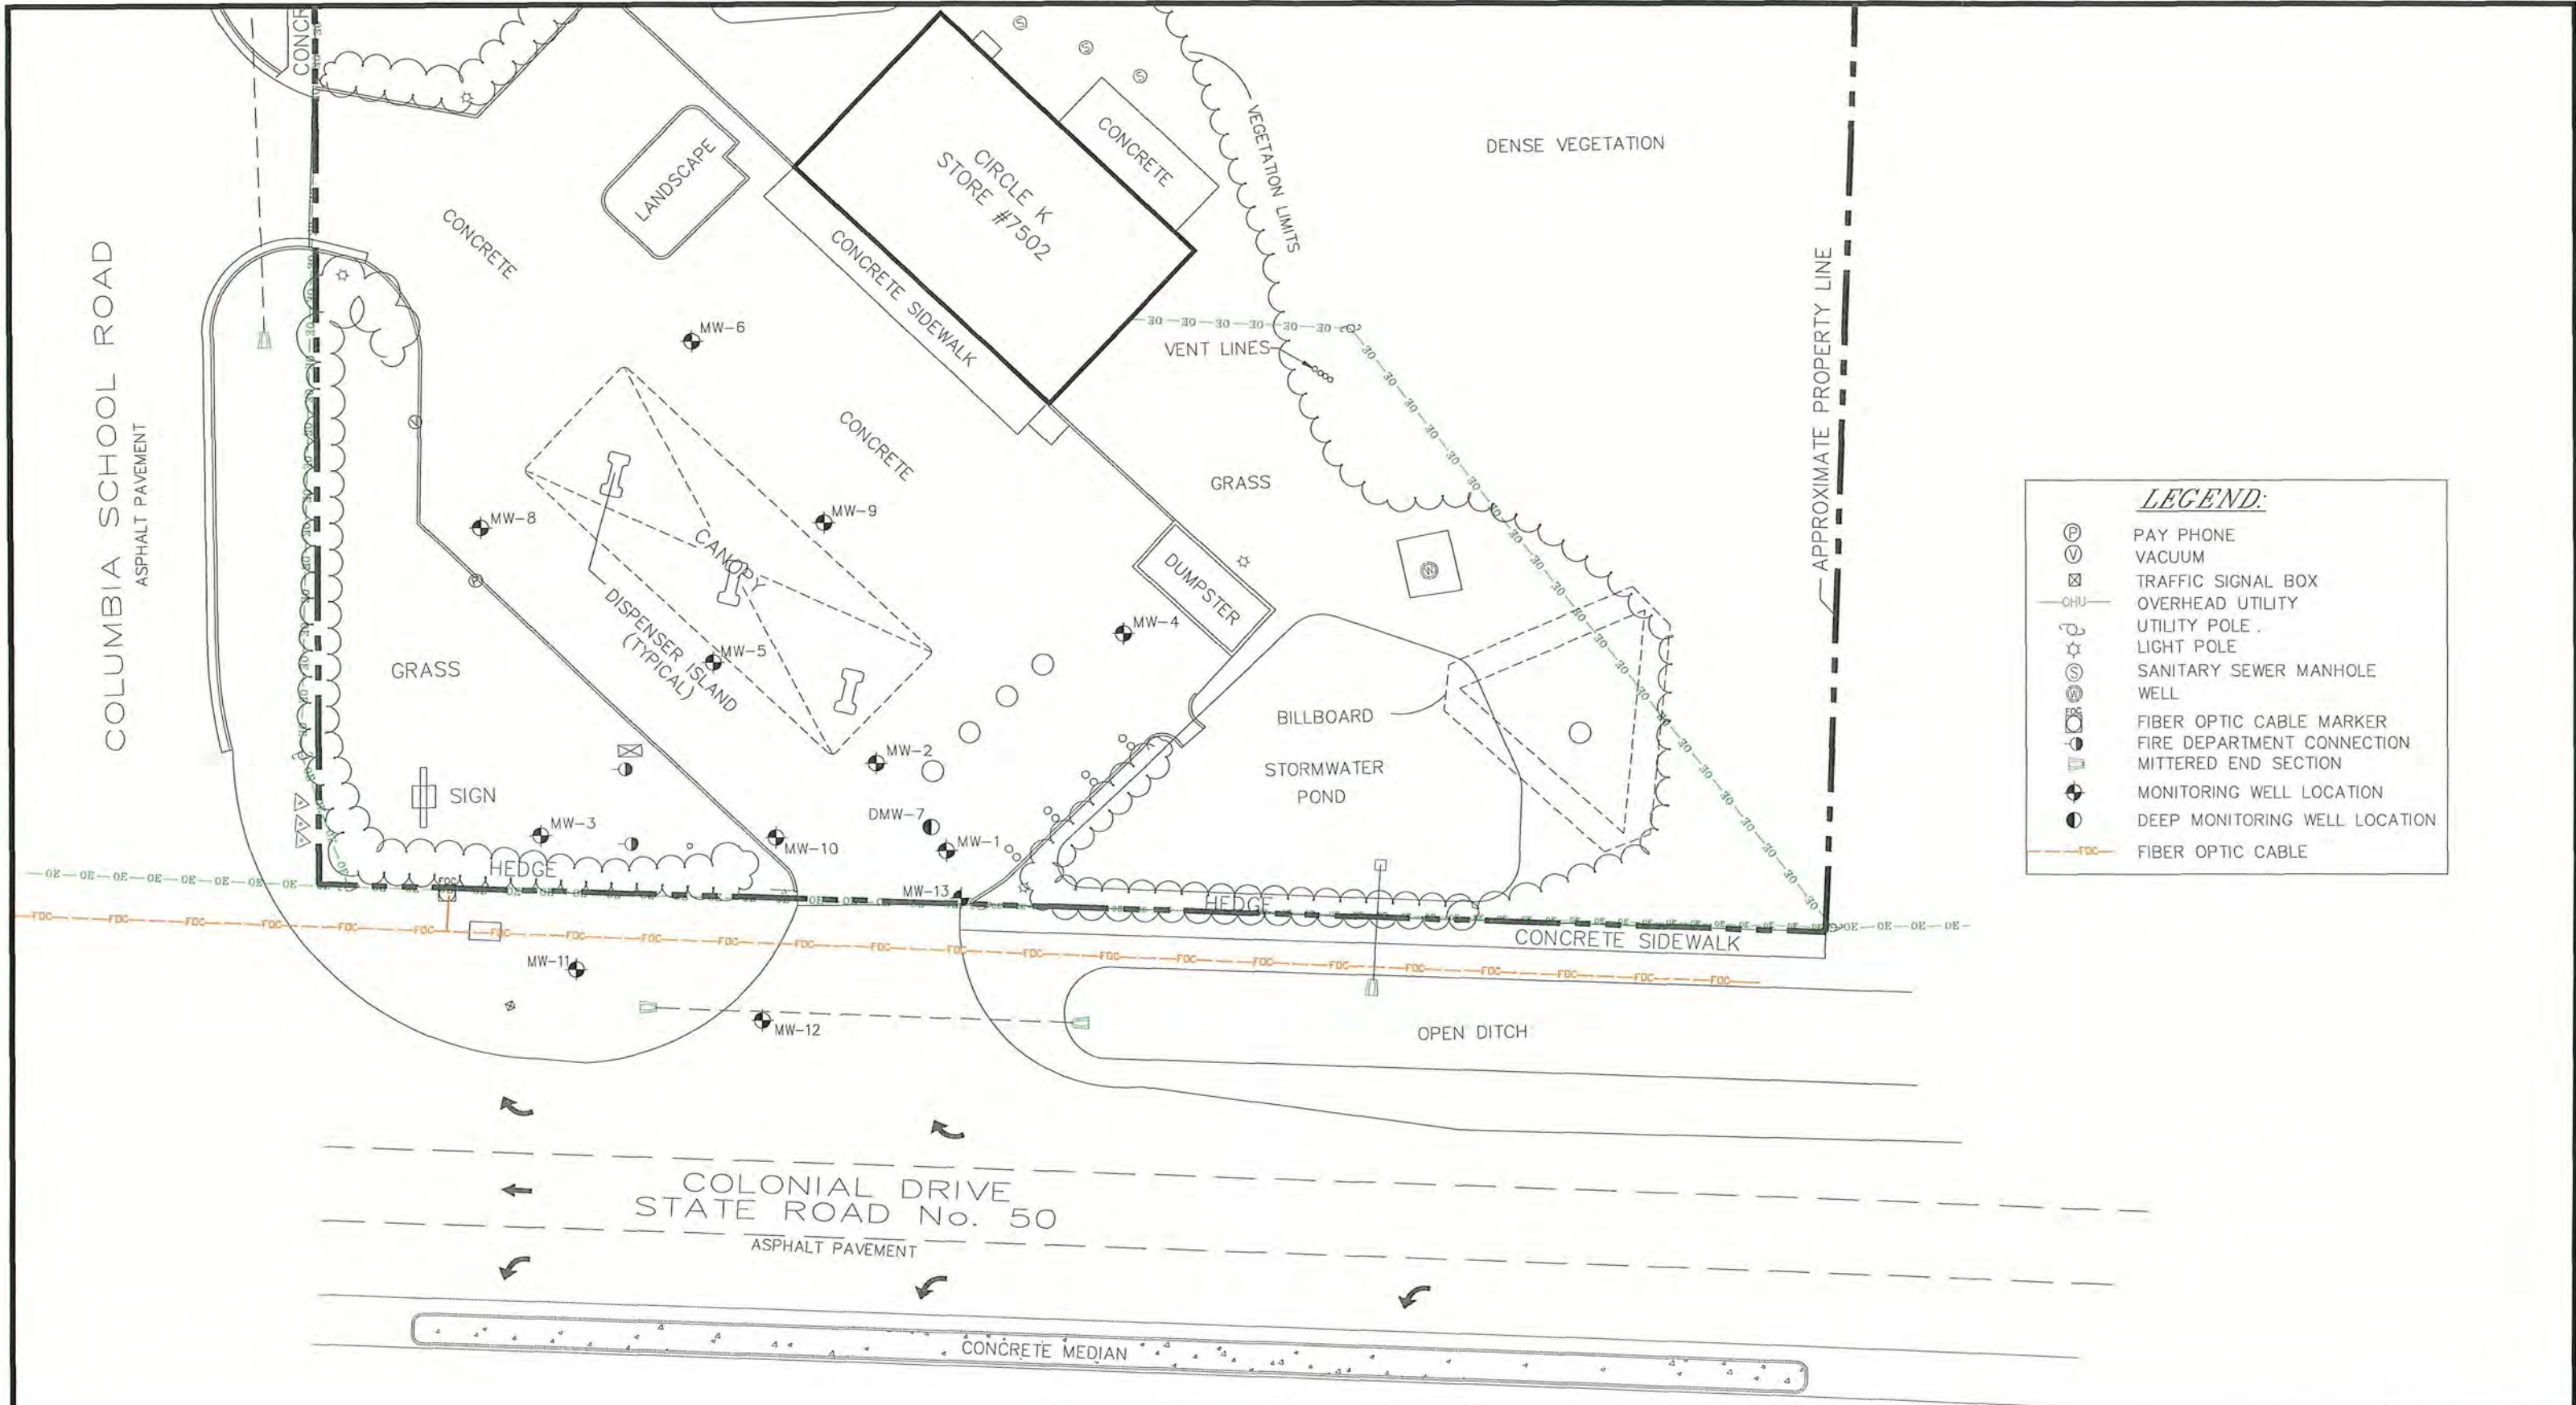 CONCR
LANDSCAPE
CIRCLE K
STORE #7502
CONCRETE
VEGETATION LIMITS
DENSE VEGETATION
CONCRETE
CONCRETE SIDEWALK
COLUMBIA SCHOOL ROAD
ASPHALT PAVEMENT
MW-6
VENT LINES
APPROXIMATE PROPERTY LINE
CONCRETE
GRASS
MW-8
MW-9
CANOPY
DUMPSTER
DISPENSER ISLAND
(TYPICAL)
MW-4
MW-5
GRASS
BILLBOARD
MW-2
STORMWATER
POND
SIGN
DMW-7
MW-3
MW-10
MW-1
HEDGE
MW-13
HEDGE
CONCRETE SIDEWALK
MW-11
MW-12
OPEN DITCH
COLONIAL DRIVE
STATE ROAD No. 50
ASPHALT PAVEMENT
CONCRETE MEDIAN
LEGEND:
P PAY PHONE
V VACUUM
TRAFFIC SIGNAL BOX
OHU OVERHEAD UTILITY
UTILITY POLE .
LIGHT POLE
S SANITARY SEWER MANHOLE
W WELL
FOC FIBER OPTIC CABLE MARKER
FIRE DEPARTMENT CONNECTION
MITTERED END SECTION
MONITORING WELL LOCATION
DEEP MONITORING WELL LOCATION
FOC FIBER OPTIC CABLE